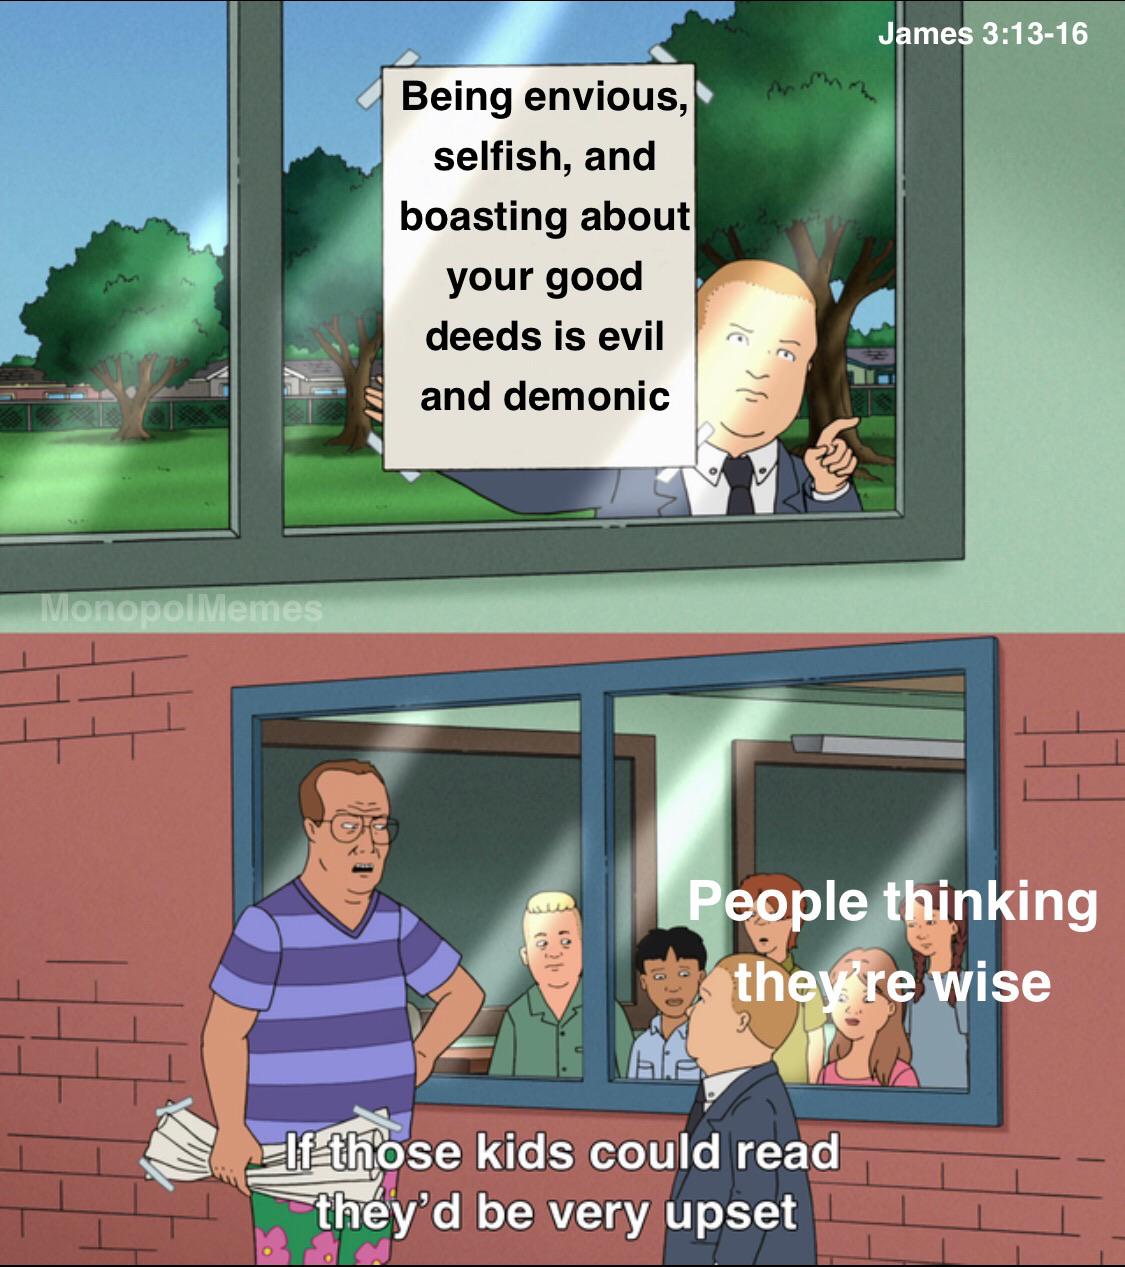 James 3:13-16
Being envious,
selfish, and
boasting about
your good
deeds is evil
and demonic
MonopolMemes
People thinking
they're wise
If those kids could read
they'd be very upset